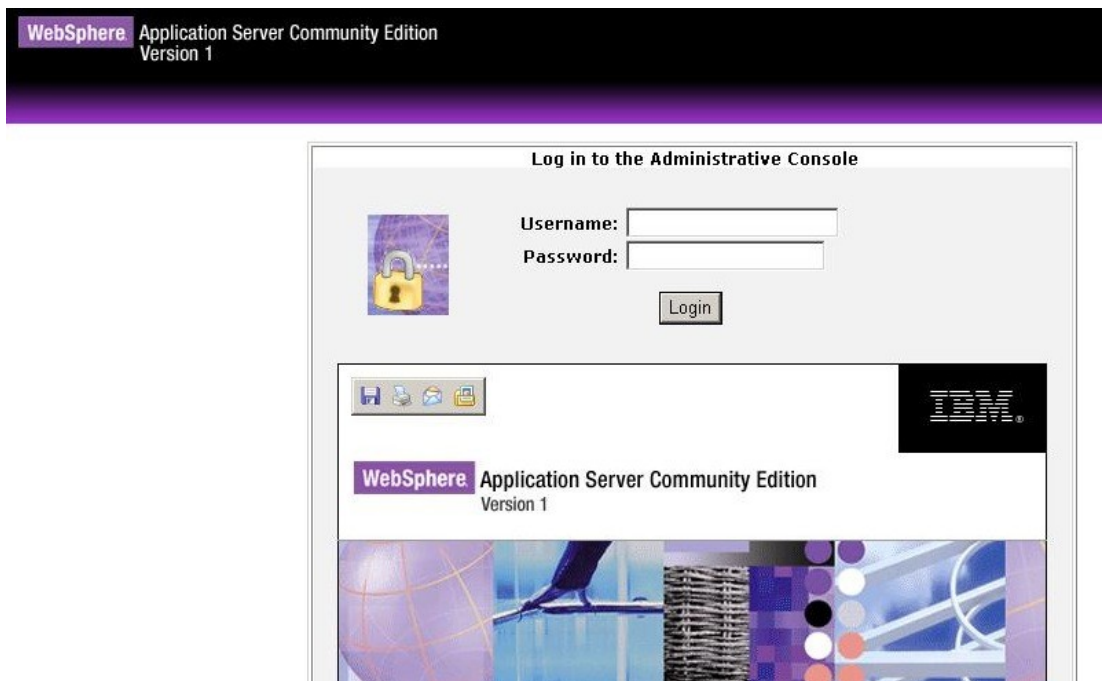 WebSphere. Application Server Community Edition
Version 1
Log in to the Administrative Console
Username:
Password:
Login
IBM®
WebSphere. Application Server Community Edition
Version 1